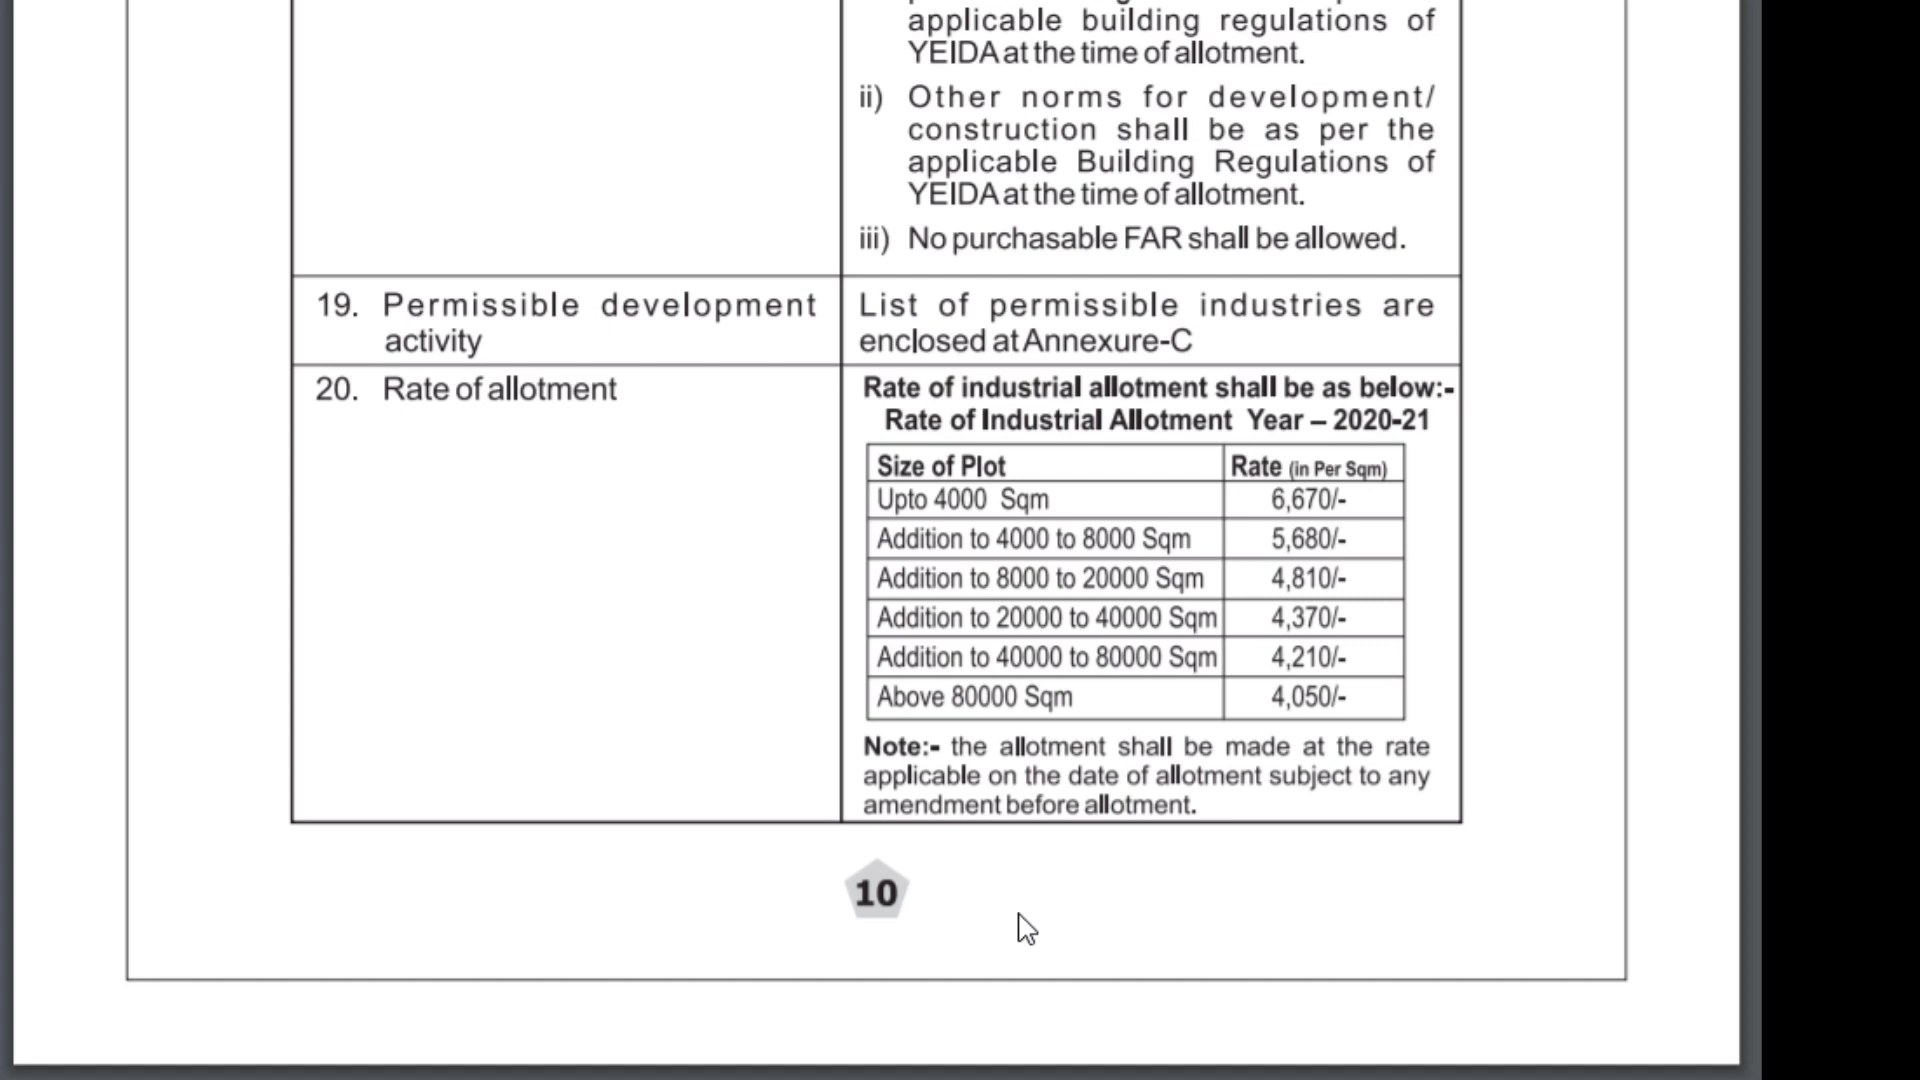 applicable building regulations of
YEIDA at the time of allotment.
ii) Other norms for development/
construction shall be as per the
applicable Building Regulations of
YEIDA at the time of allotment.
iii) No purchasable FAR shall be allowed.
19. Permissible development
activity
List of permissible industries are
enclosed at Annexure-C
20. Rate of allotment
Rate of industrial allotment shall be as below:-
Rate of Industrial Allotment Year – 2020-21
Size of Plot Rate (in Per Sqm)
Upto 4000 Sqm 6,670/-
Addition to 4000 to 8000 Sqm 5,680/-
Addition to 8000 to 20000 Sqm 4,810/-
Addition to 20000 to 40000 Sqm 4,370/-
Addition to 40000 to 80000 Sqm 4,210/-
Above 80000 Sqm 4,050/-
Note:- the allotment shall be made at the rate
applicable on the date of allotment subject to any
amendment before allotment.
10